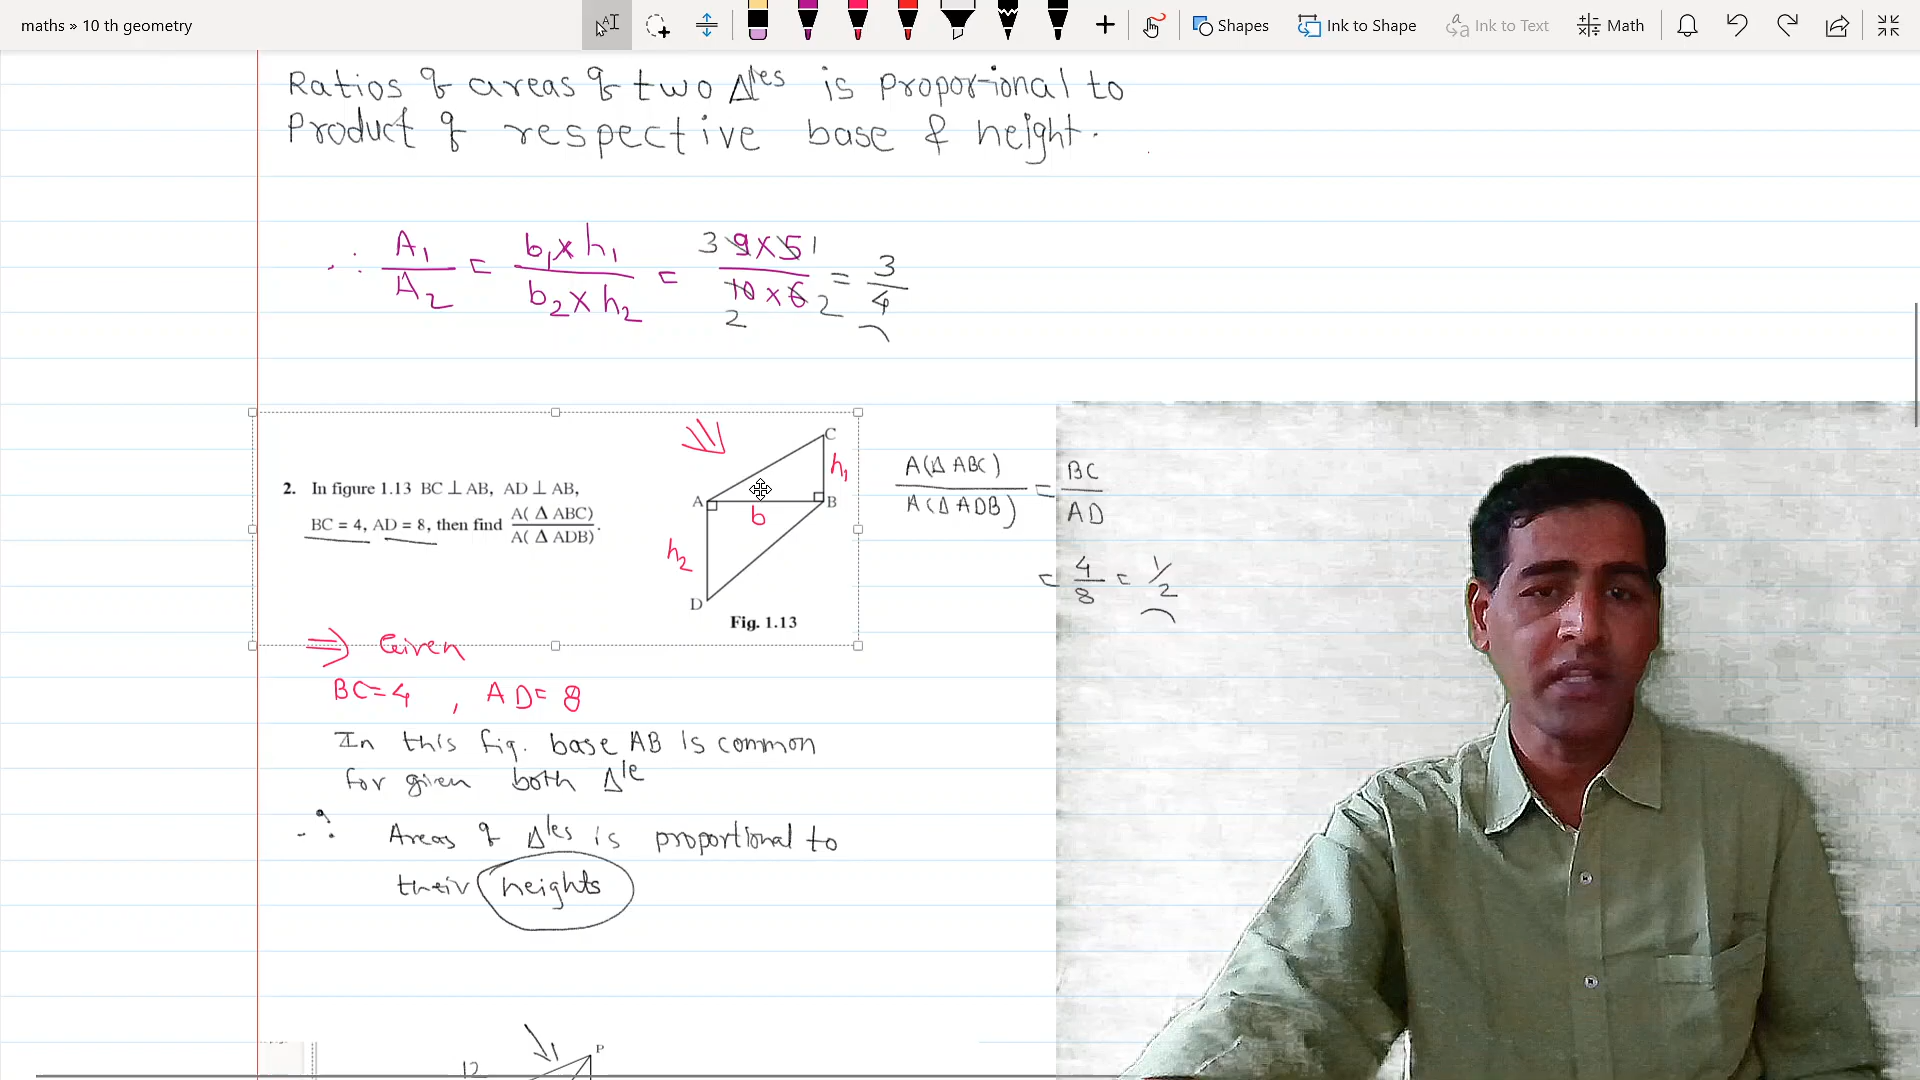 maths » 10 th geometry
Shapes
Ink to Shape
Ink to Text
Math
Ratios of areas of two Δles is proportional to
Product of respective base & height.
∴ A1/A2 = b1 x h1 / b2 x h2 = 3 9 x 5 1 / 10 x 6 2 2 = 3/4
2. In figure 1.13 BC ⊥ AB, AD ⊥ AB,
BC = 4, AD = 8, then find A( Δ ABC) / A( Δ ADB) .
C
h1
A
B
b
h2
D
Fig. 1.13
A(Δ ABC) / A(Δ ADB) = BC / AD
= 4/8 = 1/2
⇒ Given
BC=4 , AD= 8
In this fig. base AB is common
for given both Δle
∴ Areas of Δles is proportional to
their heights
P
12